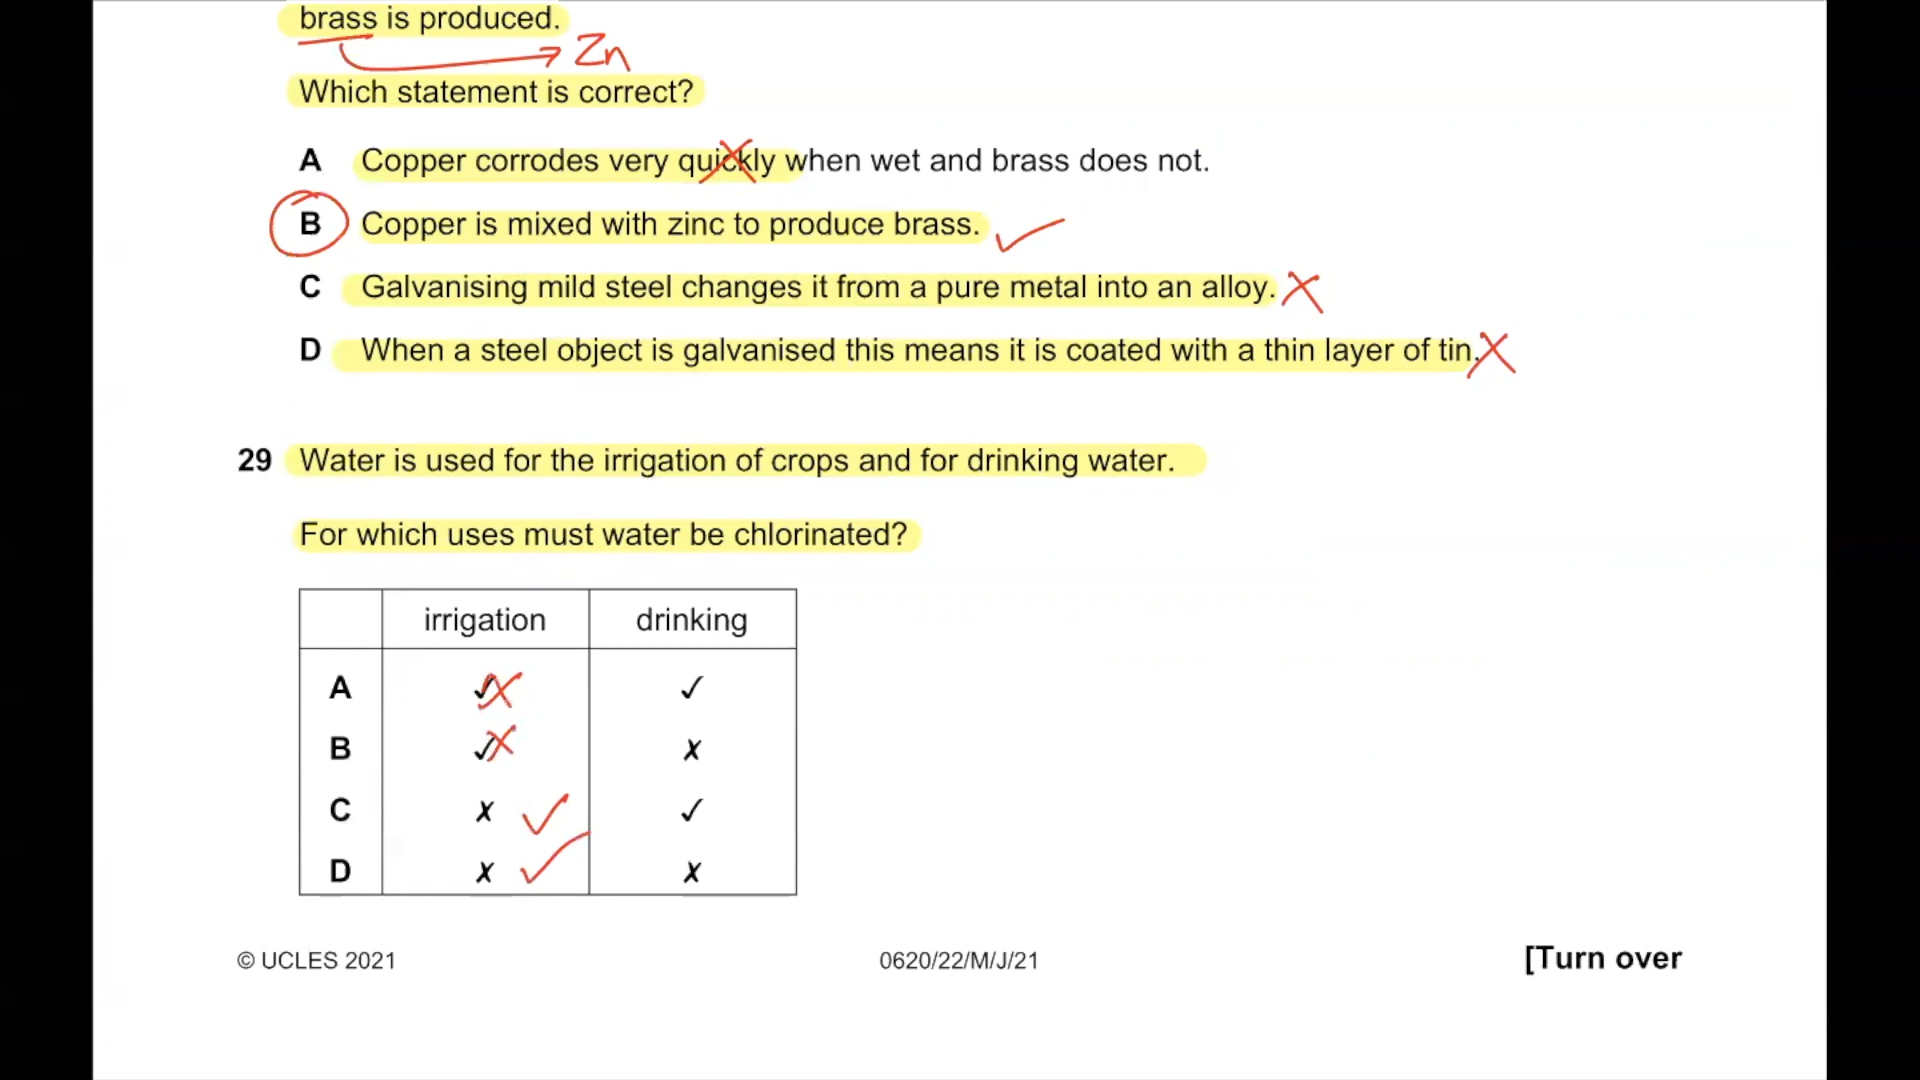 brass is produced.
Zn
Which statement is correct?
A Copper corrodes very quickly when wet and brass does not.
B Copper is mixed with zinc to produce brass. ✓
C Galvanising mild steel changes it from a pure metal into an alloy. X
D When a steel object is galvanised this means it is coated with a thin layer of tin. X
29 Water is used for the irrigation of crops and for drinking water.
For which uses must water be chlorinated?
irrigation drinking
A ✓ X ✓
B ✓ X ✗
C ✗ ✓ ✓
D ✗ ✓ ✗
© UCLES 2021 0620/22/M/J/21 [Turn over